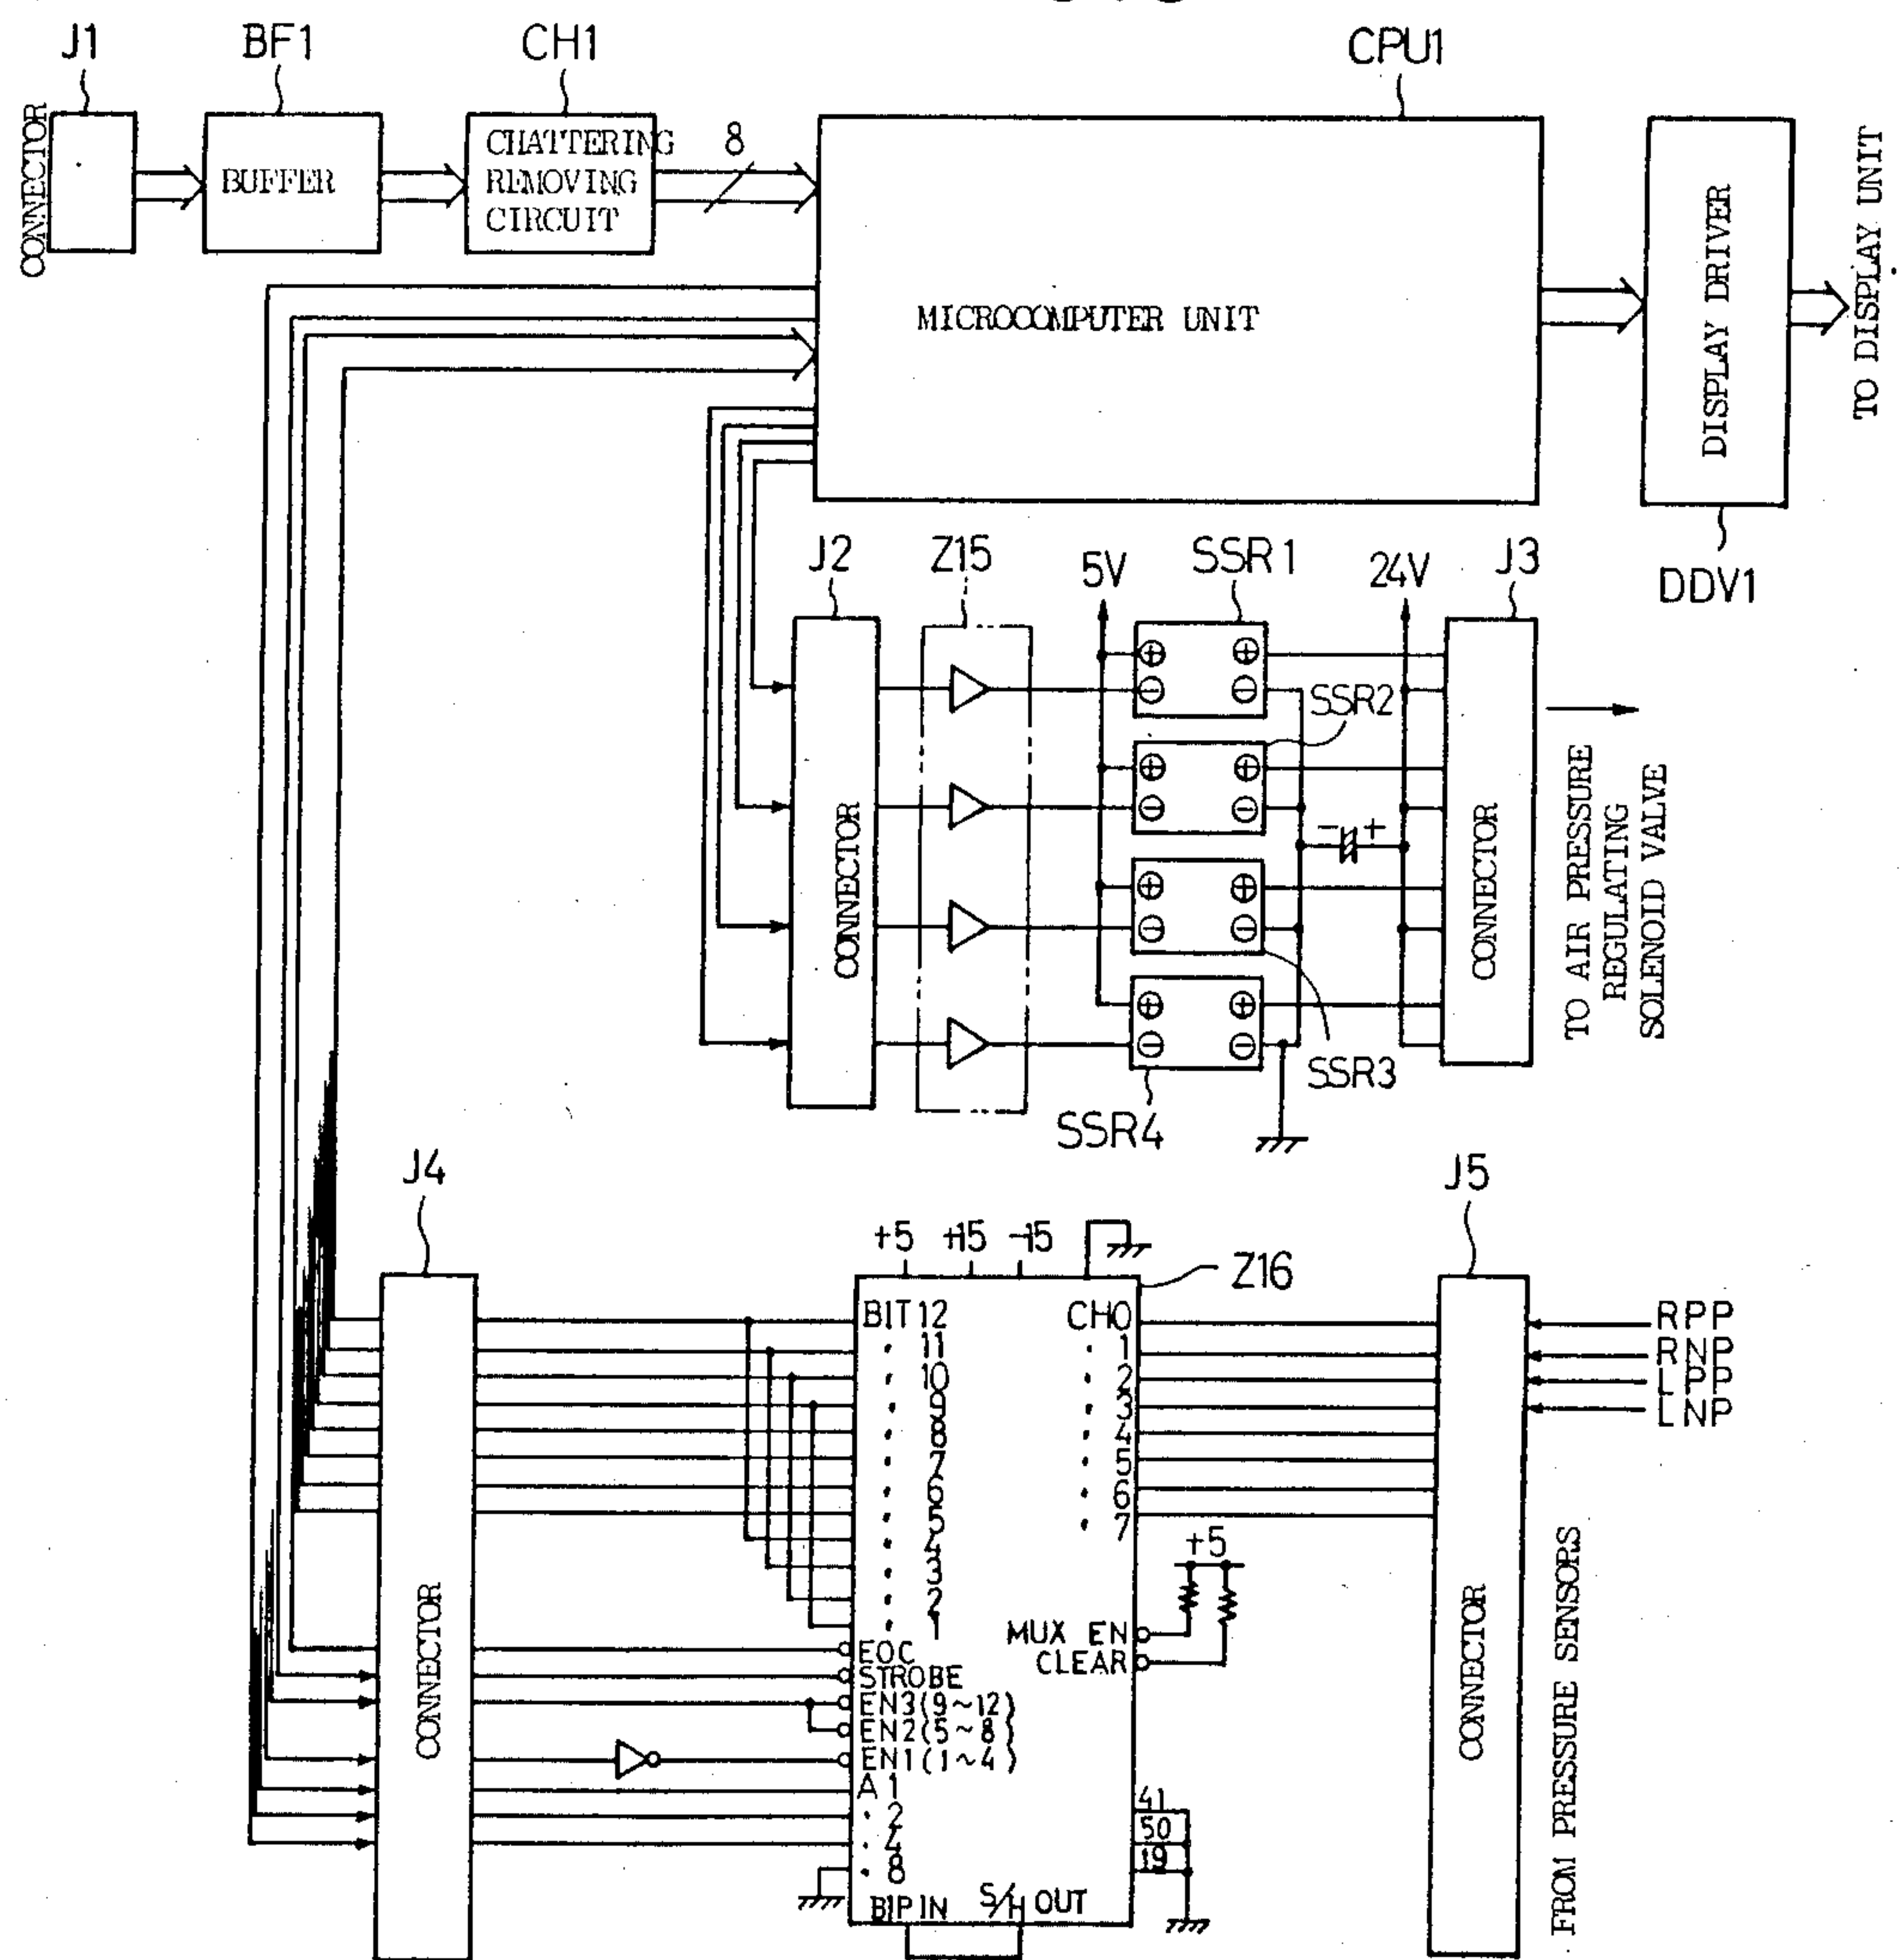 J1
BF1
CH1
CPU1
CONNECTOR
BUFFER
CHATTERING
REMOVING
CIRCUIT
8
MICROCOMPUTER UNIT
DISPLAY DRIVER
TO DISPLAY UNIT
DDV1
J2
Z15
5V
SSR1
24V
J3
SSR2
CONNECTOR
- +
CONNECTOR
TO AIR PRESSURE
REGULATING
SOLENOID VALVE
SSR3
SSR4
J4
J5
+5 +15 -15
Z16
BIT 12
11
10
9
8
7
6
5
4
3
2
1
CH0
1
2
3
4
5
6
7
RPP
RNP
LPP
LNP
+5
MUX EN
CLEAR
EOC
STROBE
EN3(9~12)
EN2(5~8)
EN1(1~4)
A 1
2
4
8
41
50
19
BIP IN S/H OUT
CONNECTOR
CONNECTOR
FROM PRESSURE SENSORS